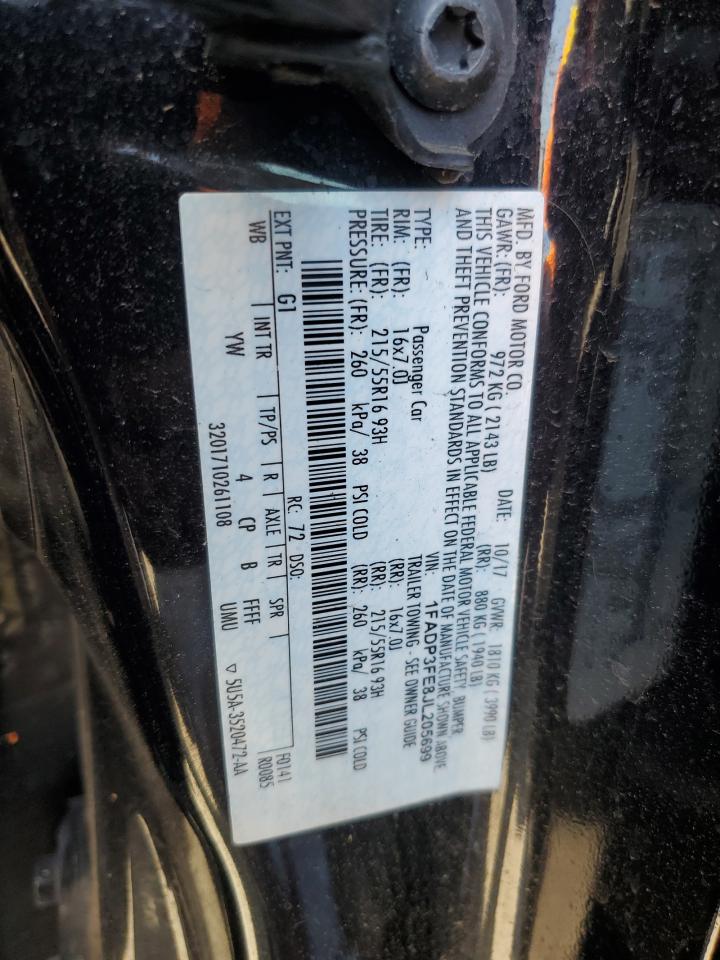 MFD. BY FORD MOTOR CO. DATE: 10/17 GVWR: 1810 KG ( 3990 LB)
GAWR: (FR): 972 KG ( 2143 LB) (RR): 880 KG ( 1940 LB)
THIS VEHICLE CONFORMS TO ALL APPLICABLE FEDERAL MOTOR VEHICLE SAFETY, BUMPER
AND THEFT PREVENTION STANDARDS IN EFFECT ON THE DATE OF MANUFACTURE SHOWN ABOVE
VIN: 1FADP3FE8JL205699
TYPE: Passenger Car TRAILER TOWING - SEE OWNER GUIDE
RIM: (FR): 16x7.0J (RR): 16x7.0J
TIRE: (FR): 215/55R16 93H (RR): 215/55R16 93H
PRESSURE: (FR): 260 kPa/ 38 PSI COLD (RR): 260 kPa/ 38 PSI COLD
RC: 72 DSO: F0141
EXT PNT: G1 R0085
WB INT TR TP/PS R AXLE TR SPR
YW 4 CP B FFFF UMU ▽ 5U5A-3520472-AA
3201710261108